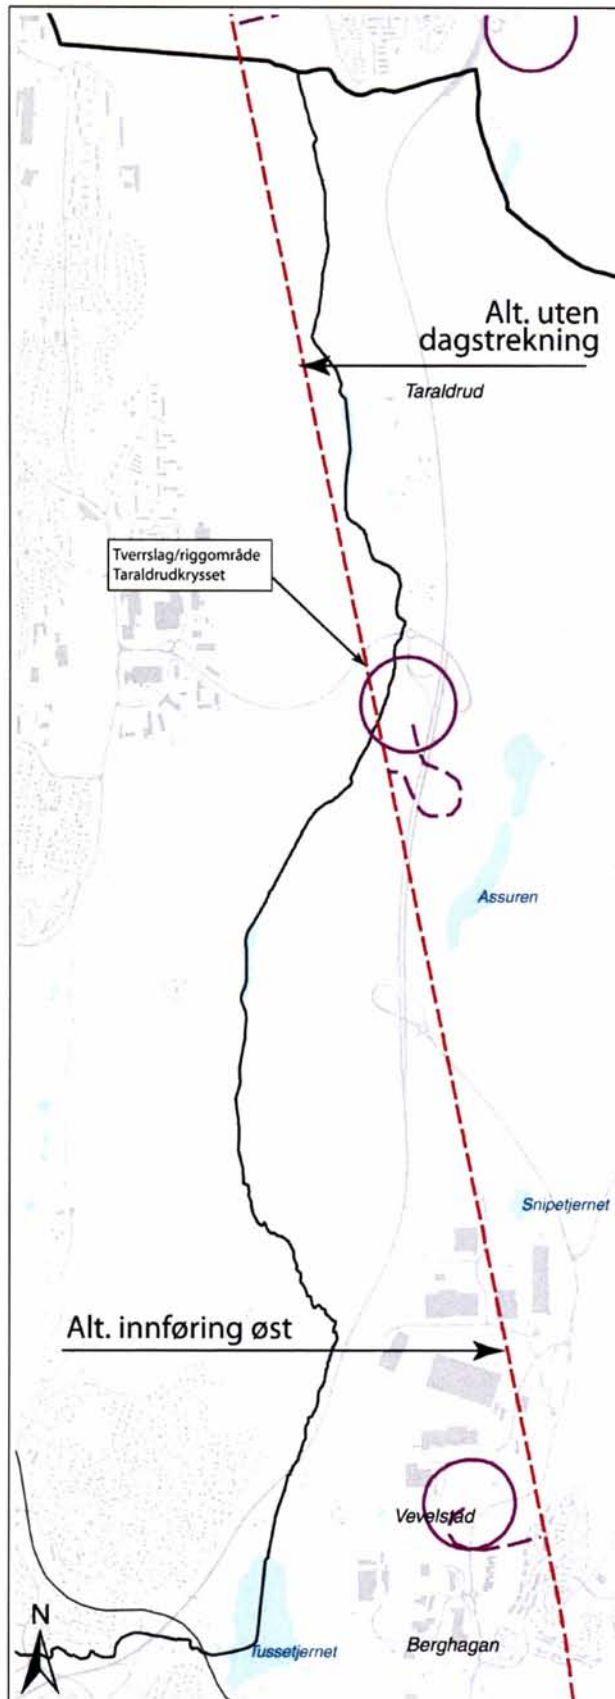 Alt. uten
dagstrekning
Taraldrud
Tverrslag/riggområde
Taraldrudkrysset
Assuren
Snipetjernet
Alt. innføring øst
Vevelstad
N
Tussetjernet
Berghagan